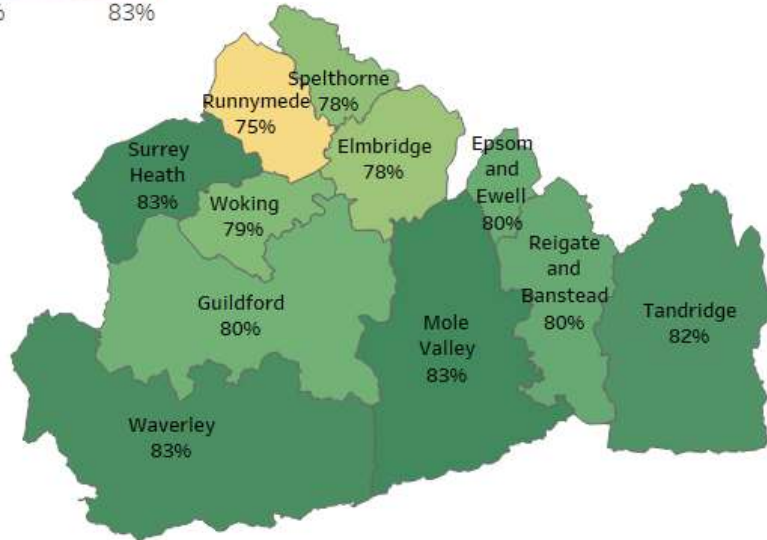 %
83%
Spelthorne
78%
Runnymede
75%
Elmbridge
78%
Epsom
and
Ewell
80%
Surrey
Heath
83%
Woking
79%
Reigate
and
Banstead
80%
Guildford
80%
Mole
Valley
83%
Tandridge
82%
Waverley
83%